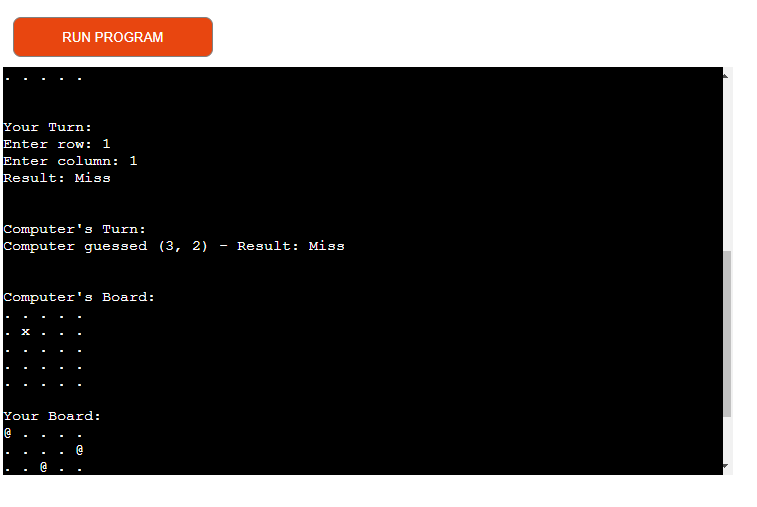 RUN PROGRAM
. . . . .
Your Turn:
Enter row: 1
Enter column: 1
Result: Miss
Computer's Turn:
Computer guessed (3, 2) - Result: Miss
Computer's Board:
. . . . .
. x . . .
. . . . .
. . . . .
. . . . .
Your Board:
@ . . . .
. . . . @
. . @ . .